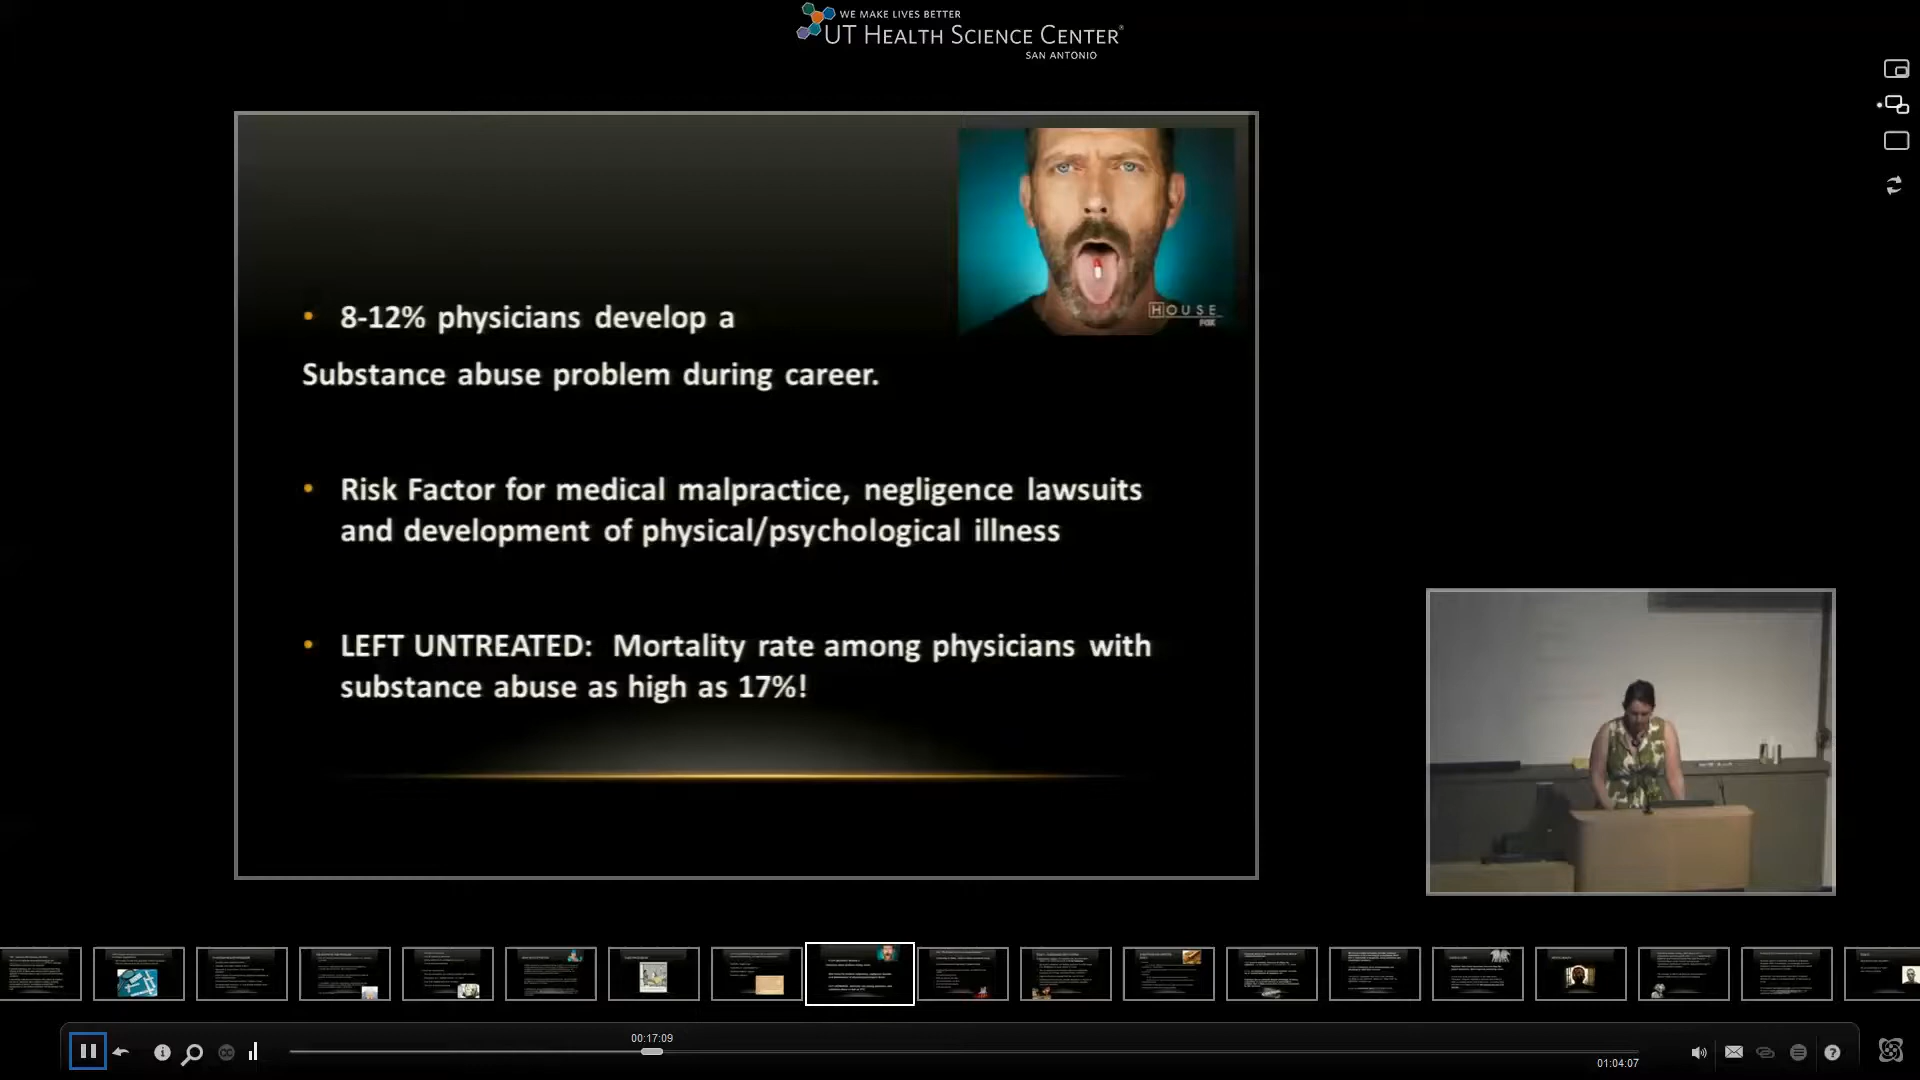 WE MAKE LIVES BETTER
UT HEALTH SCIENCE CENTER®
SAN ANTONIO
HOUSE
FOX
• 8-12% physicians develop a
Substance abuse problem during career.
• Risk Factor for medical malpractice, negligence lawsuits
and development of physical/psychological illness
• LEFT UNTREATED: Mortality rate among physicians with
substance abuse as high as 17%!
00:17:09
01:04:07